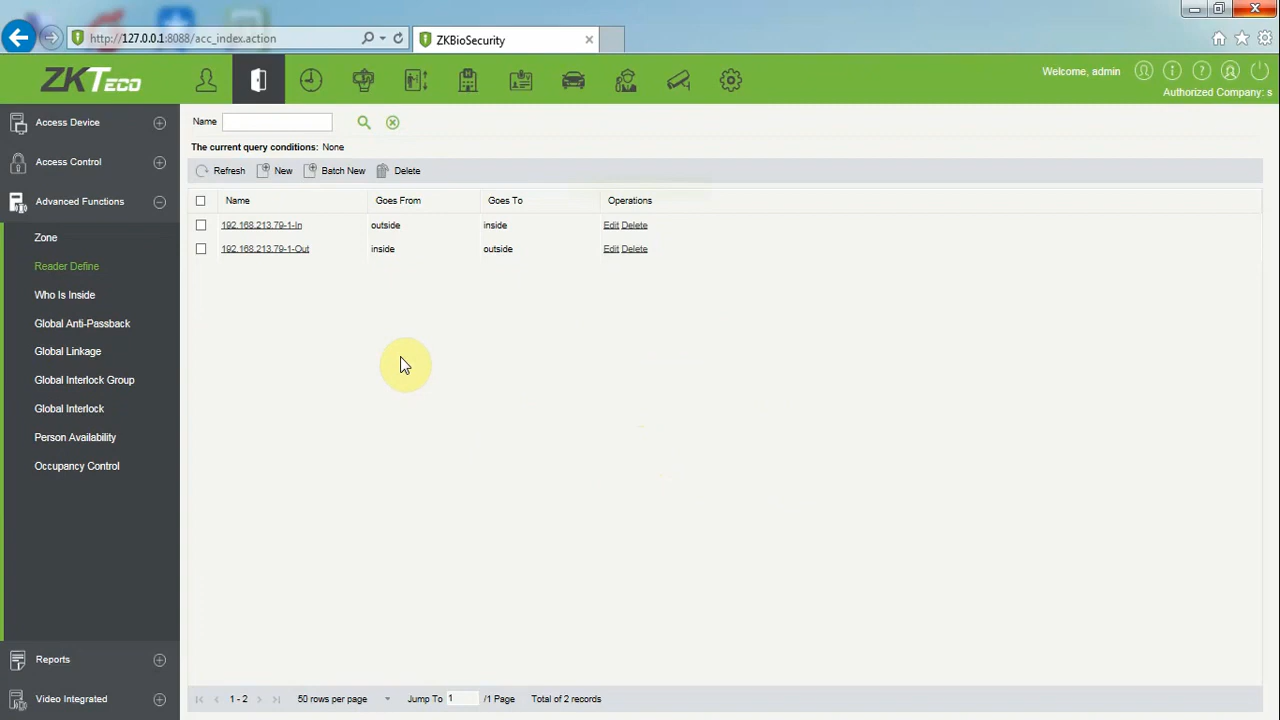 http://127.0.0.1:8088/acc_index.action
ZKBioSecurity
ZKTECO
Welcome, admin
Authorized Company: s
Access Device
Access Control
Advanced Functions
Zone
Reader Define
Who Is Inside
Global Anti-Passback
Global Linkage
Global Interlock Group
Global Interlock
Person Availability
Occupancy Control
Reports
Video Integrated
Name
The current query conditions: None
Refresh New Batch New Delete
Name Goes From Goes To Operations
192.168.213.79-1-In outside inside Edit Delete
192.168.213.79-1-Out inside outside Edit Delete
1 - 2 50 rows per page Jump To 1 /1 Page Total of 2 records